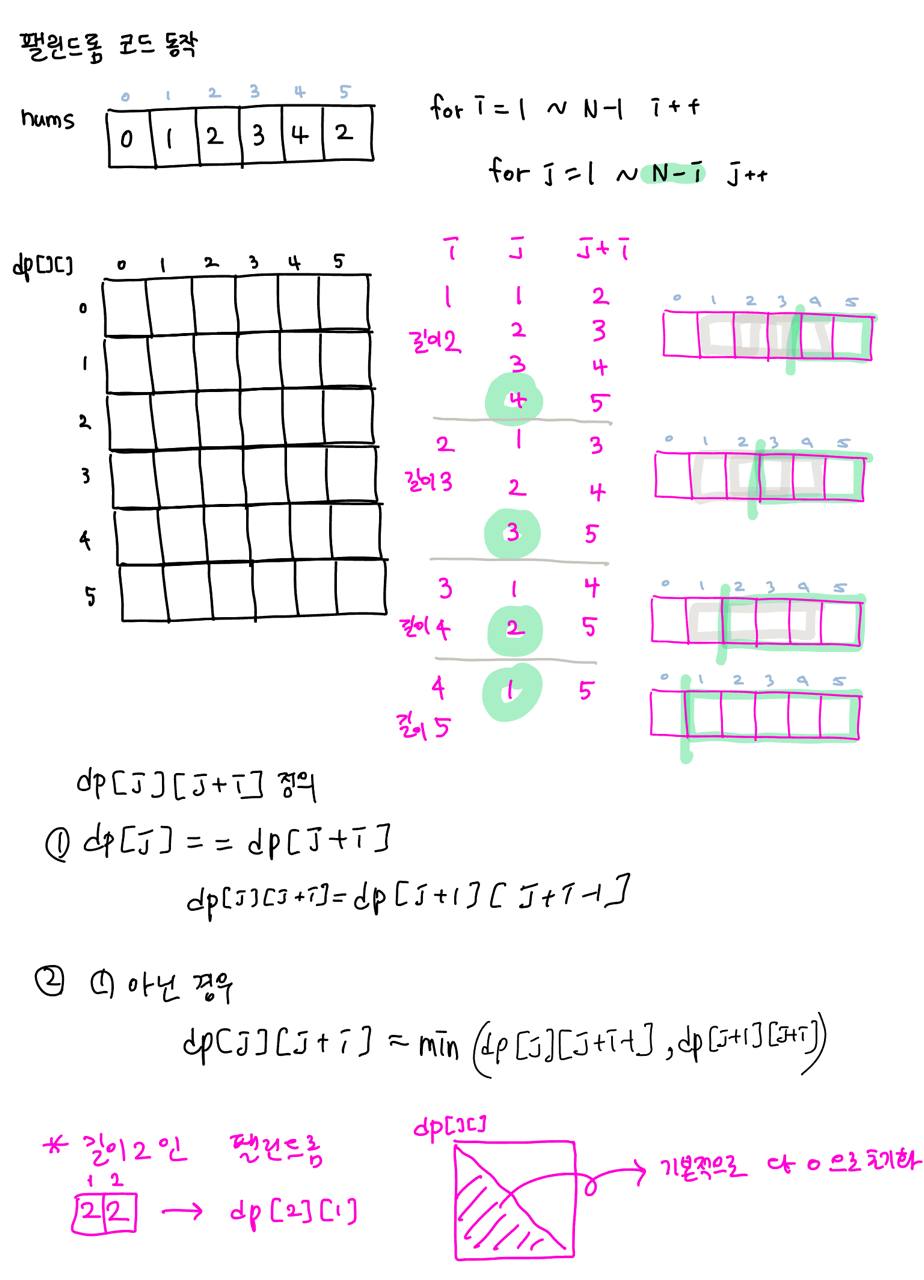 팰린드롬 코드 동작
0 1 2 3 4 5
nums 0 1 2 3 4 2
for i = 1 ~ N-1 i++
for j = 1 ~ N-i j++
dp[][] 0 1 2 3 4 5
0
1
2
3
4
5
i j j+i
1 1 2
길이2 2 3
3 4
4 5
2 1 3
길이3 2 4
3 5
3 1 4
길이4 2 5
4 1 5
길이5
0 1 2 3 4 5
0 1 2 3 4 5
0 1 2 3 4 5
0 1 2 3 4 5
dp[j][j+i] 정의
① dp[j] == dp[j+i]
dp[j][j+i] = dp[j+1][j+i-1]
② ① 아닌 경우
dp[j][j+i] = min(dp[j][j+i-1], dp[j+1][j+i])
* 길이 2인 팰린드롬
1 2
2 2 → dp[2][1]
dp[][]
→ 기본적으로 다 0으로 초기화